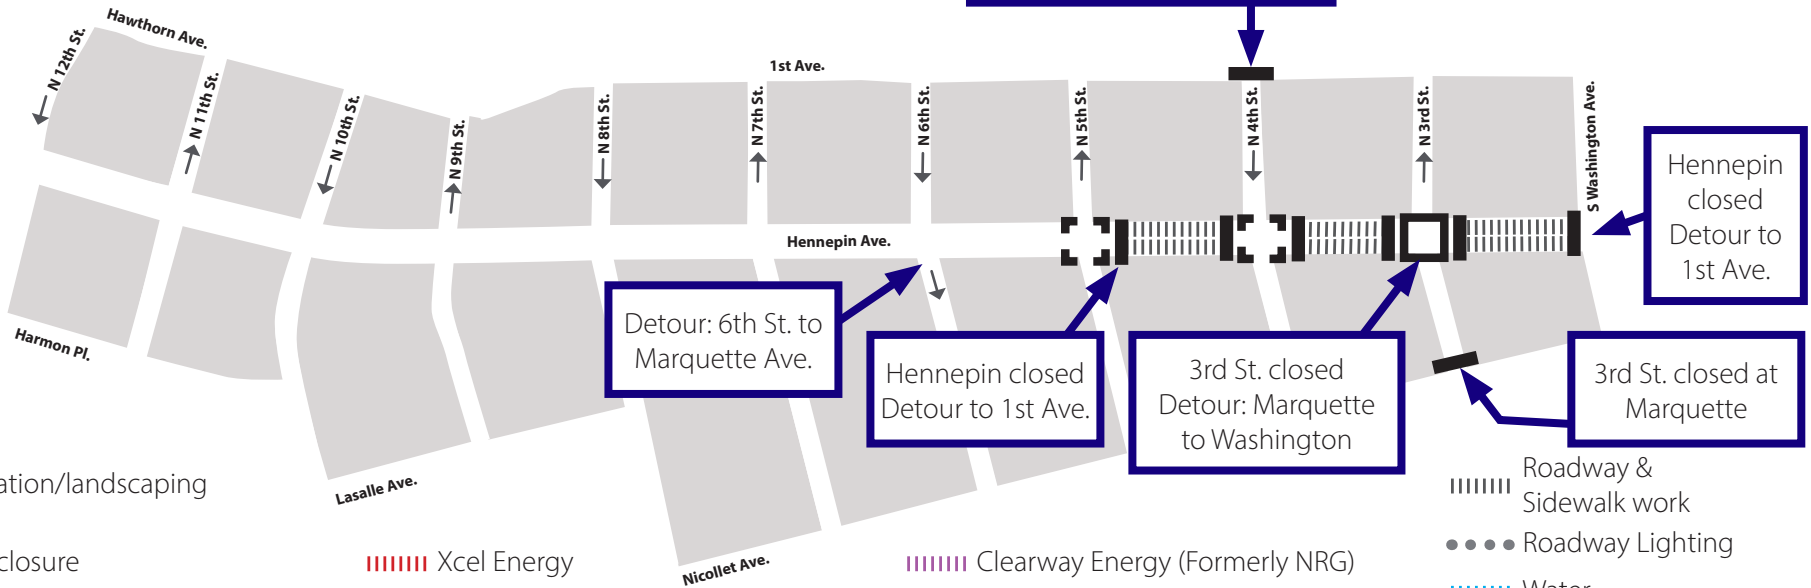 Hawthorn Ave.
N 12th St.
N 11th St.
N 10th St.
N 9th St.
N 8th St.
N 7th St.
N 6th St.
N 5th St.
N 4th St.
N 3rd St.
1st Ave.
S Washington Ave.
Hennepin
closed
Detour to
1st Ave.
Hennepin Ave.
Detour: 6th St. to
Marquette Ave.
Hennepin closed
Detour to 1st Ave.
3rd St. closed
Detour: Marquette
to Washington
3rd St. closed at
Marquette
Harmon Pl.
Lasalle Ave.
Nicollet Ave.
ation/landscaping
closure
Xcel Energy
Clearway Energy (Formerly NRG)
Roadway &
Sidewalk work
Roadway Lighting
Water